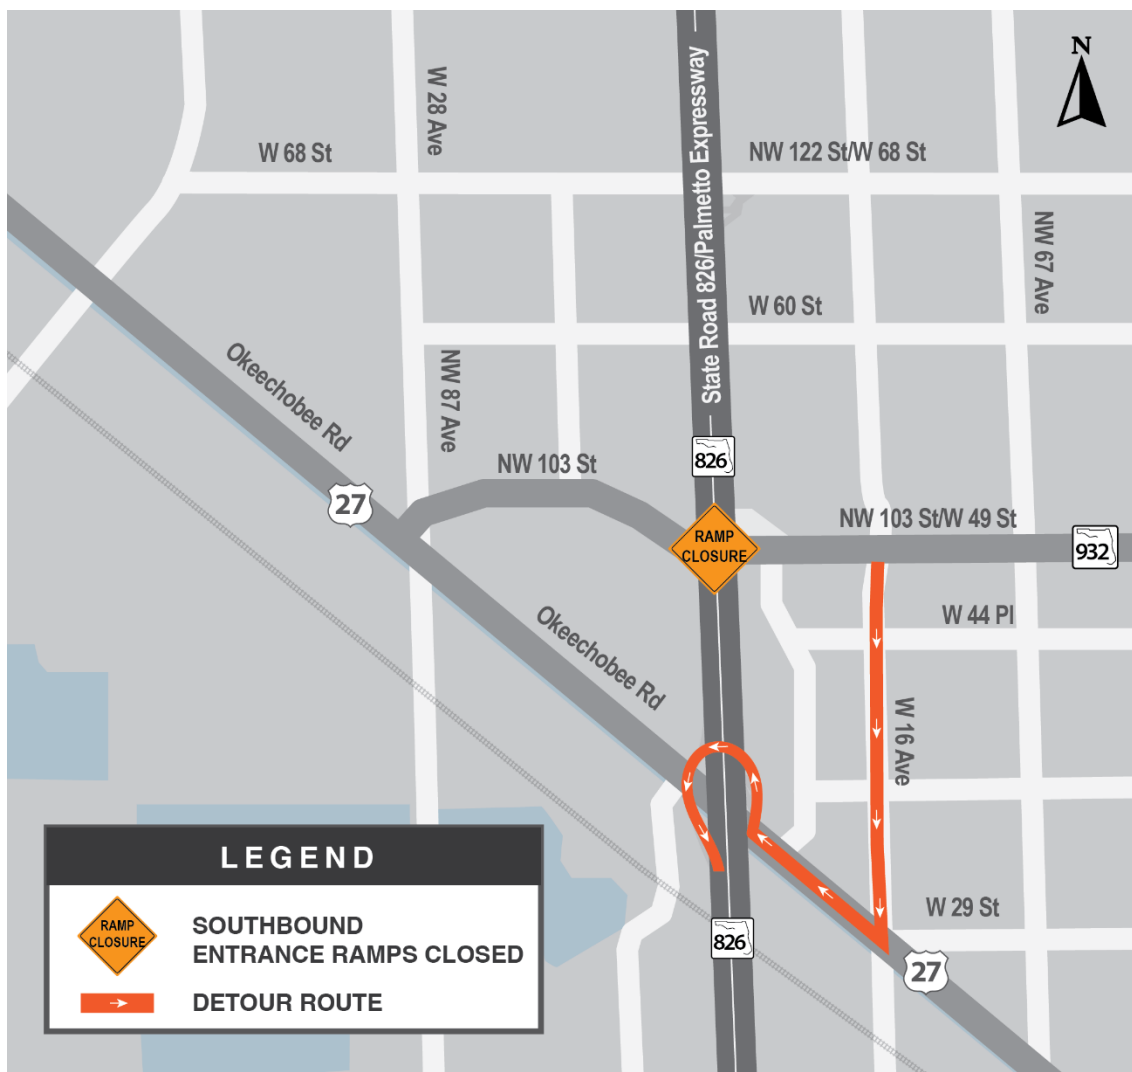 N
W 28 Ave
W 68 St
NW 122 St/W 68 St
State Road 826/Palmetto Expressway
NW 67 Ave
W 60 St
Okeechobee Rd
NW 87 Ave
826
NW 103 St
27
NW 103 St/W 49 St
RAMP
CLOSURE
932
W 44 Pl
Okeechobee Rd
W 16 Ave
W 29 St
826
27
LEGEND
RAMP
CLOSURE
SOUTHBOUND
ENTRANCE RAMPS CLOSED
DETOUR ROUTE